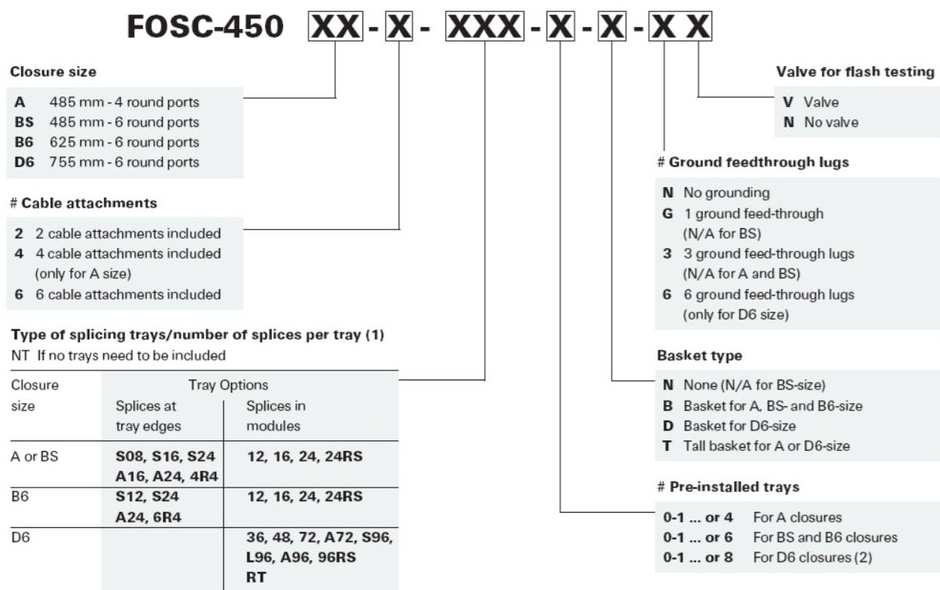 FOSC-450 XX - X - XXX - X - X - X X
Closure size
A 485 mm - 4 round ports
BS 485 mm - 6 round ports
B6 625 mm - 6 round ports
D6 755 mm - 6 round ports
# Cable attachments
2 2 cable attachments included
4 4 cable attachments included
(only for A size)
6 6 cable attachments included
Type of splicing trays/number of splices per tray (1)
NT If no trays need to be included
Closure Tray Options
size Splices at Splices in
tray edges modules
A or BS S08, S16, S24 12, 16, 24, 24RS
A16, A24, 4R4
B6 S12, S24 12, 16, 24, 24RS
A24, 6R4
D6 36, 48, 72, A72, S96,
L96, A96, 96RS
RT
Valve for flash testing
V Valve
N No valve
# Ground feedthrough lugs
N No grounding
G 1 ground feed-through
(N/A for BS)
3 3 ground feed-through lugs
(N/A for A and BS)
6 6 ground feed-through lugs
(only for D6 size)
Basket type
N None (N/A for BS-size)
B Basket for A, BS- and B6-size
D Basket for D6-size
T Tall basket for A or D6-size
# Pre-installed trays
0-1 ... or 4 For A closures
0-1 ... or 6 For BS and B6 closures
0-1 ... or 8 For D6 closures (2)